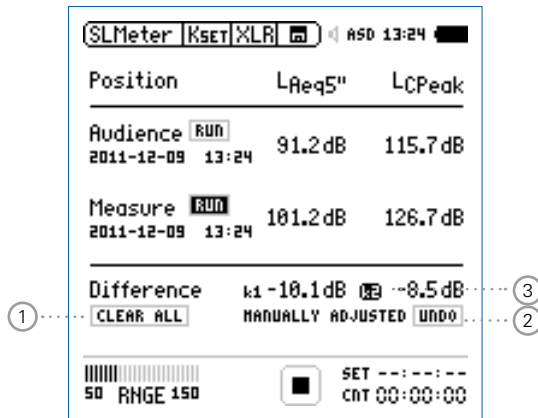 SLMeter KSET XLR ASD 13:24
Position LAeq5" LCPeak
Audience RUN 91.2dB 115.7dB
2011-12-09 13:24
Measure RUN 101.2dB 126.7dB
2011-12-09 13:24
Difference k1 -10.1dB k2 -8.5dB 3
1 CLEAR ALL MANUALLY ADJUSTED UNDO 2
50 RNGE 150 SET --:--:--
CNT 00:00:00